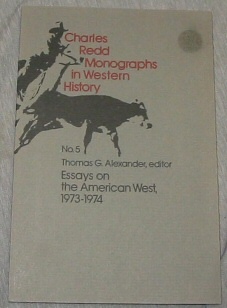 Charles
Redd
Monographs
in Western
History
No. 5
Thomas G. Alexander, editor
Essays on
the American West,
1973-1974